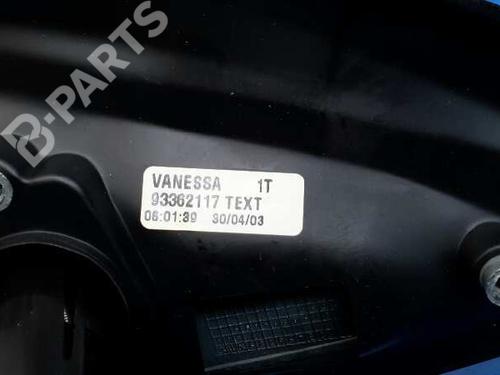 B-PARTS
VANESSA 1T
93362117 TEXT
06:01:39 30/04/03